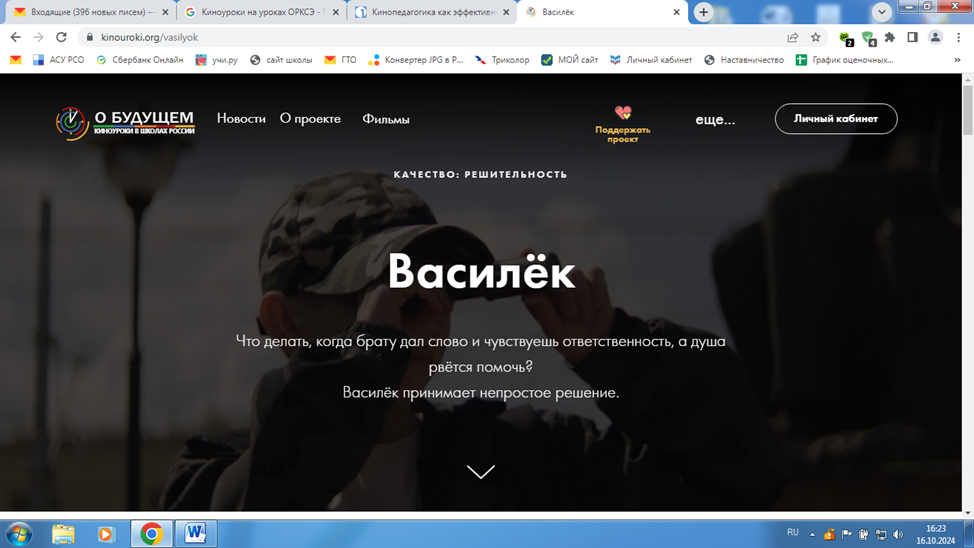 Входящие (396 новых писем) —
Киноуроки на уроках ОРКСЭ -
Кинопедагогика как эффективн
Василёк
kinouroki.org/vasilyok
2
4
АСУ РСО
Сбербанк Онлайн
учи.ру
сайт школы
ГТО
Конвертер JPG в P...
Триколор
МОЙ сайт
Личный кабинет
Наставничество
График оценочных...
»
О БУДУЩЕМ
КИНОУРОКИ В ШКОЛАХ РОССИИ
Новости
О проекте
Фильмы
Поддержать
проект
еще...
Личный кабинет
КАЧЕСТВО: РЕШИТЕЛЬНОСТЬ
Василёк
Что делать, когда брату дал слово и чувствуешь ответственность, а душа
рвётся помочь?
Василёк принимает непростое решение.
RU
16:23
16.10.2024